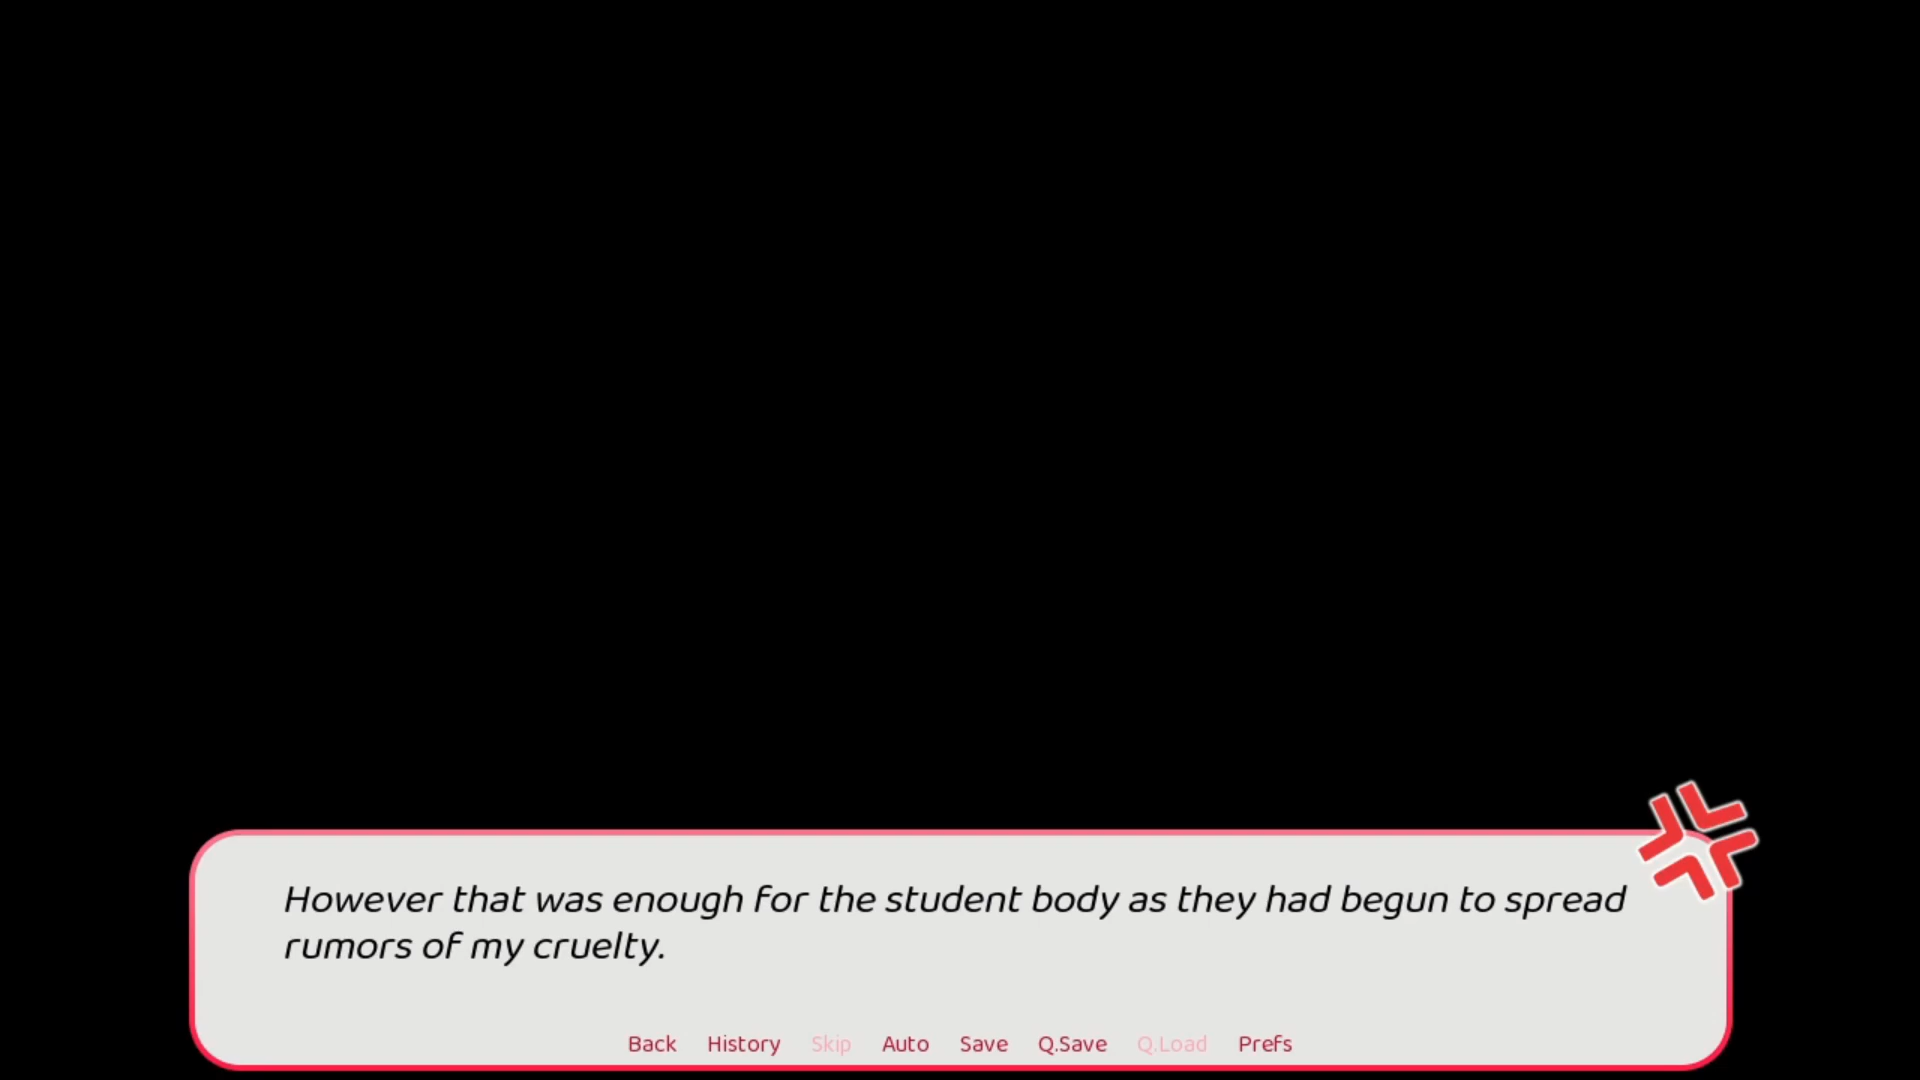 However that was enough for the student body as they had begun to spread
rumors of my cruelty.
Back History Skip Auto Save Q.Save Q.Load Prefs